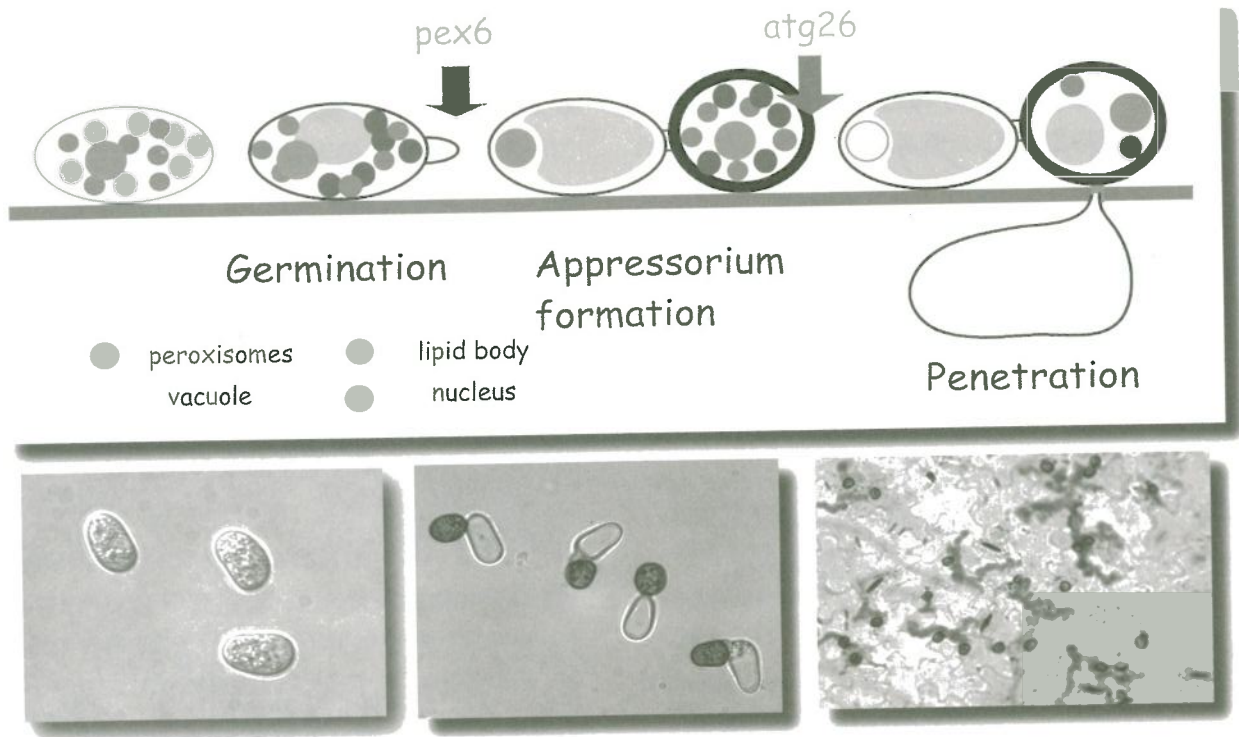 pex6
atg26
Germination
Appressorium
formation
Penetration
peroxisomes
lipid body
vacuole
nucleus